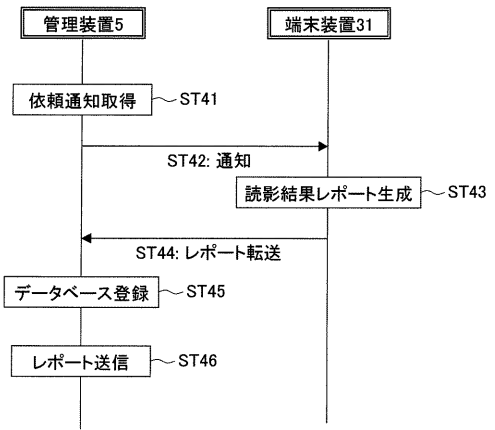 管理装置5
端末装置31
依頼通知取得
ST41
ST42: 通知
読影結果レポート生成
ST43
ST44: レポート転送
データベース登録
ST45
レポート送信
ST46